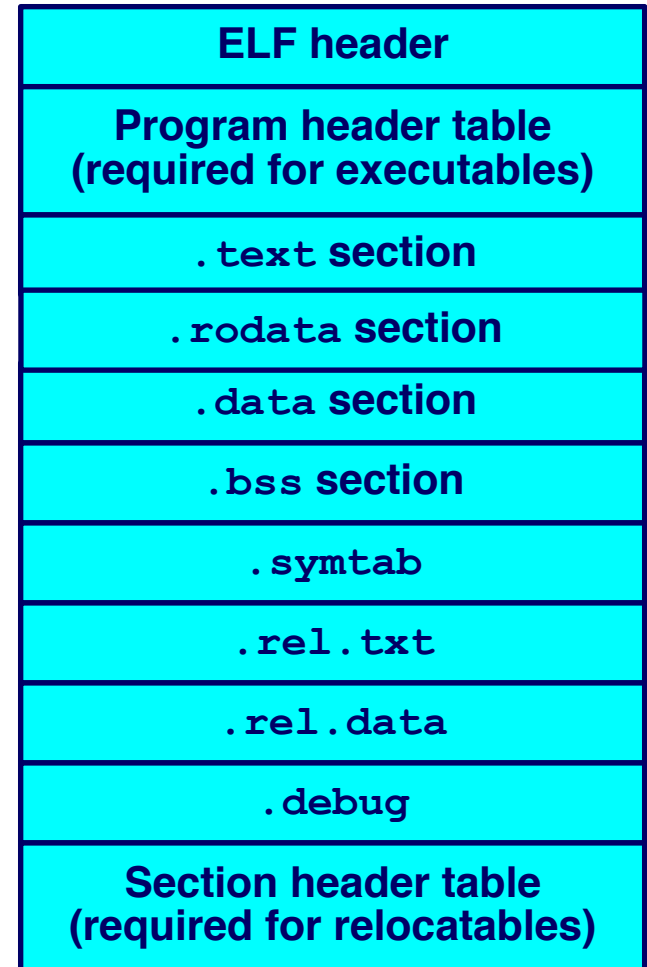 ELF header
Program header table
(required for executables)
.text section
.rodata section
.data section
.bss section
.symtab
.rel.txt
.rel.data
.debug
Section header table
(required for relocatables)